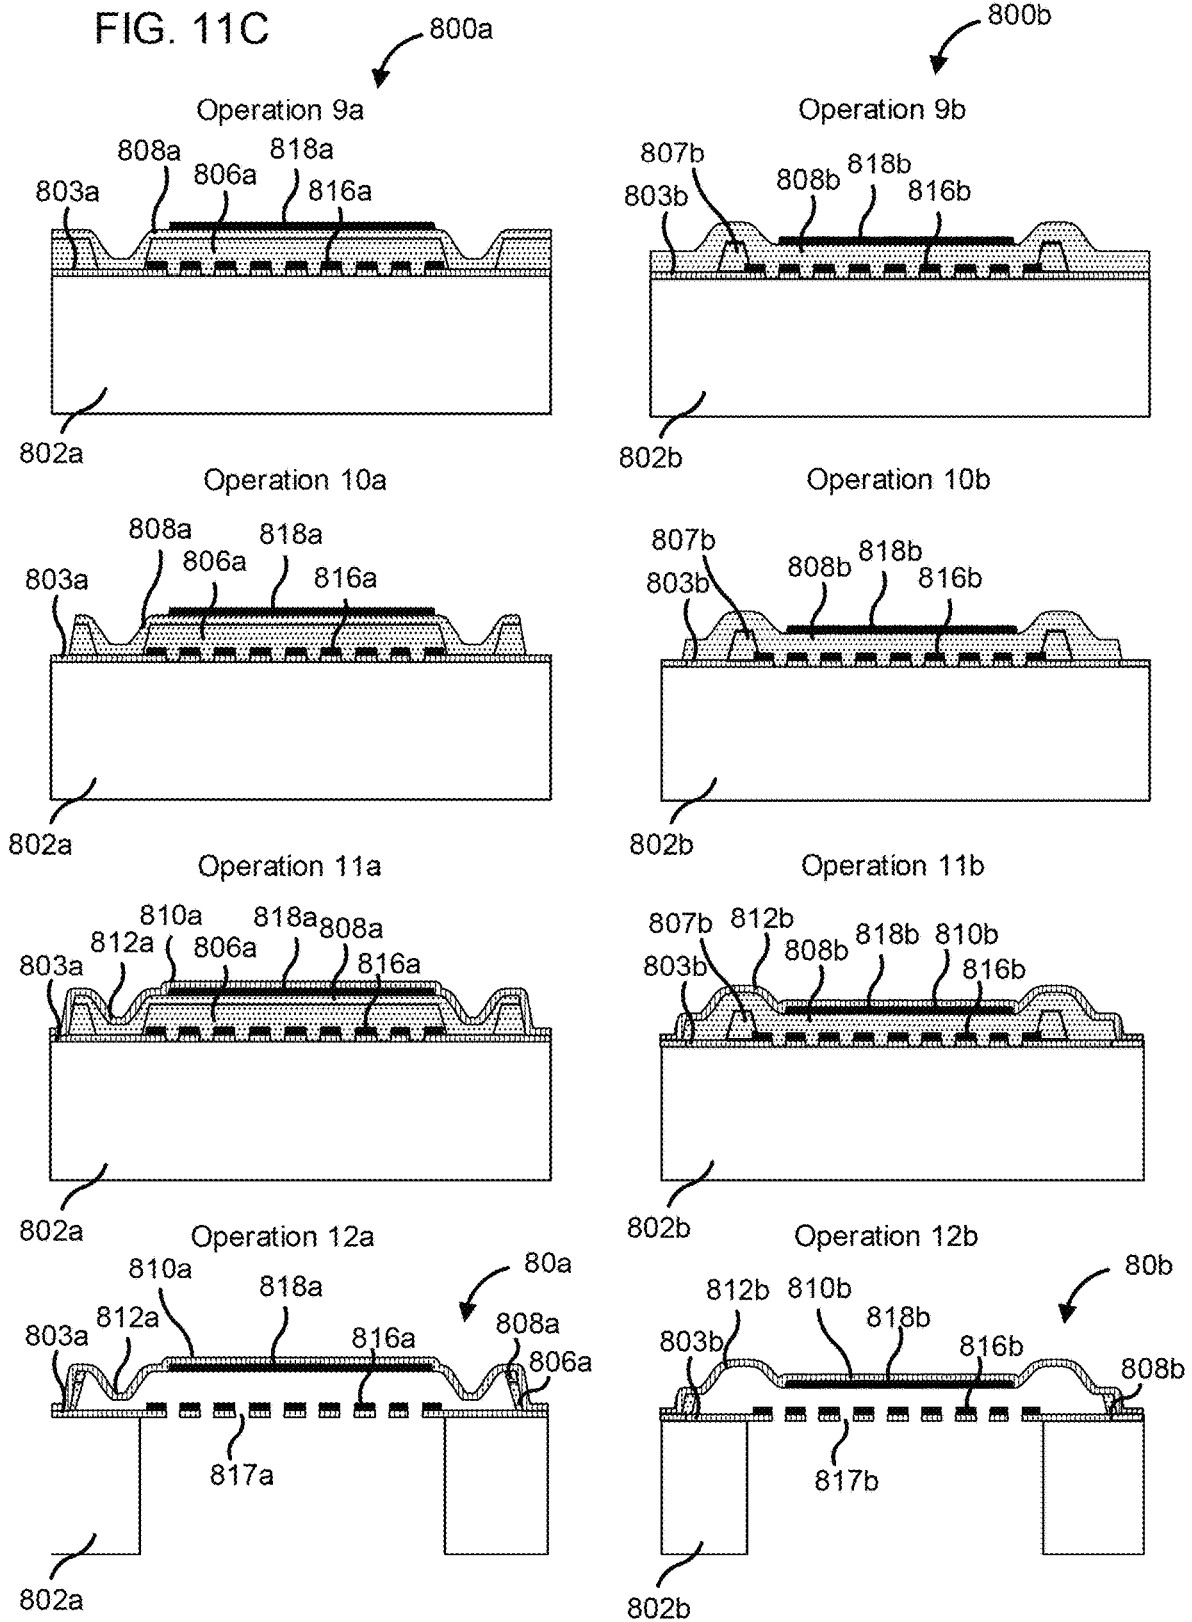 FIG. 11C
800a
800b
Operation 9a
808a
818a
806a
816a
803a
802a
Operation 9b
807b
818b
808b
816b
803b
802b
Operation 10a
808a
818a
806a
816a
803a
802a
Operation 10b
807b
818b
808b
816b
803b
802b
Operation 11a
810a
818a
808a
812a
806a
816a
803a
802a
Operation 11b
812b
807b
818b
810b
808b
816b
803b
802b
Operation 12a
80a
810a
818a
812a
816a
808a
803a
806a
817a
802a
Operation 12b
80b
812b
810b
818b
803b
816b
808b
817b
802b